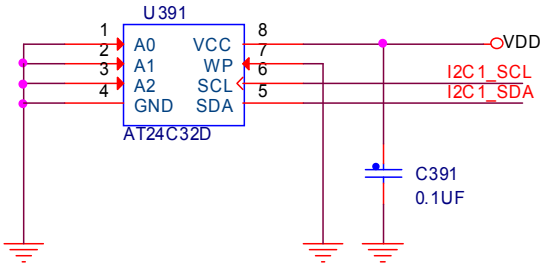 U391
1 A0 VCC 8 VDD
2 A1 WP 7
3 A2 SCL 6 I2C1_SCL
4 GND SDA 5 I2C1_SDA
AT24C32D
C391
0.1UF